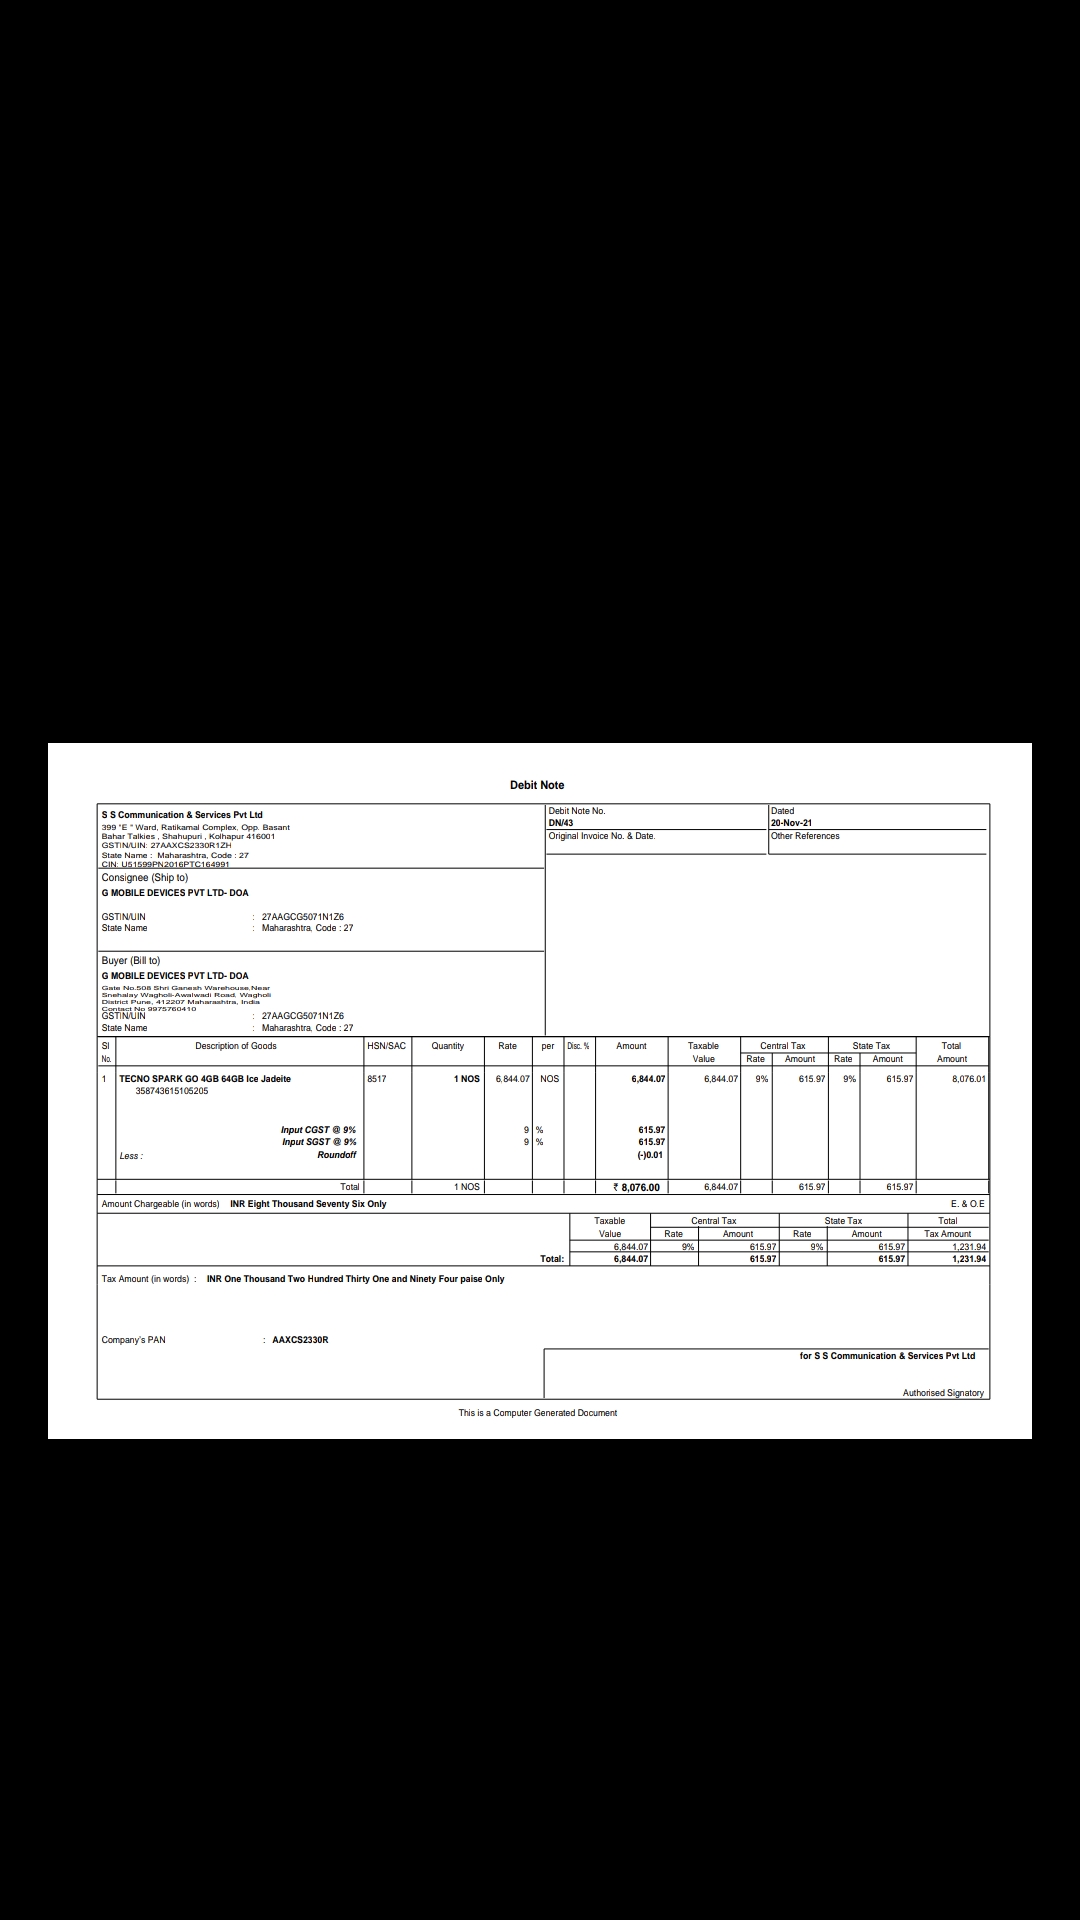 Debit Note
S S Communication & Services Pvt Ltd
399 "E " Ward, Ratikamal Complex, Opp. Basant
Bahar Talkies , Shahupuri , Kolhapur 416001
GSTIN/UIN: 27AAXCS2330R1ZH
State Name :  Maharashtra, Code : 27
CIN: U51599PN2016PTC164991
Debit Note No.
DN/43
Dated
20-Nov-21
Original Invoice No. & Date.
Other References
Consignee (Ship to)
G MOBILE DEVICES PVT LTD- DOA
GSTIN/UIN : 27AAGCG5071N1Z6
State Name : Maharashtra, Code : 27
Buyer (Bill to)
G MOBILE DEVICES PVT LTD- DOA
Gate No.508 Shri Ganesh Warehouse,Near
Snehalay Wagholi-Awalwadi Road, Wagholi
District Pune, 412207 Maharashtra, India
Contact No 9975760410
GSTIN/UIN : 27AAGCG5071N1Z6
State Name : Maharashtra, Code : 27
Sl Description of Goods HSN/SAC Quantity Rate per Disc. % Amount Taxable Central Tax State Tax Total
No. Value Rate Amount Rate Amount Amount
1 TECNO SPARK GO 4GB 64GB Ice Jadeite 8517 1 NOS 6,844.07 NOS 6,844.07 6,844.07 9% 615.97 9% 615.97 8,076.01
358743615105205
Input CGST @ 9% 9 % 615.97
Input SGST @ 9% 9 % 615.97
Less : Roundoff (-)0.01
Total 1 NOS ₹ 8,076.00 6,844.07 615.97 615.97
Amount Chargeable (in words) INR Eight Thousand Seventy Six Only E. & O.E
Taxable Central Tax State Tax Total
Value Rate Amount Rate Amount Tax Amount
6,844.07 9% 615.97 9% 615.97 1,231.94
Total: 6,844.07 615.97 615.97 1,231.94
Tax Amount (in words) : INR One Thousand Two Hundred Thirty One and Ninety Four paise Only
Company's PAN : AAXCS2330R
for S S Communication & Services Pvt Ltd
Authorised Signatory
This is a Computer Generated Document